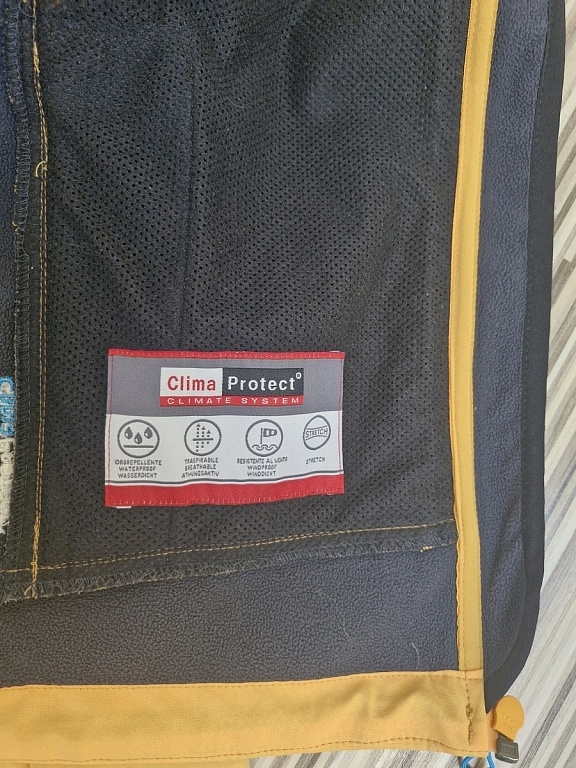 Clima Protect®
CLIMATE SYSTEM
IDROREPELLENTE
WATERPROOF
WASSERDICHT
TRASPIRABILE
BREATHABLE
ATMUNGSAKTIV
RESISTENTE AL VENTO
WINDPROOF
WINDDICHT
STRETCH
STRETCH